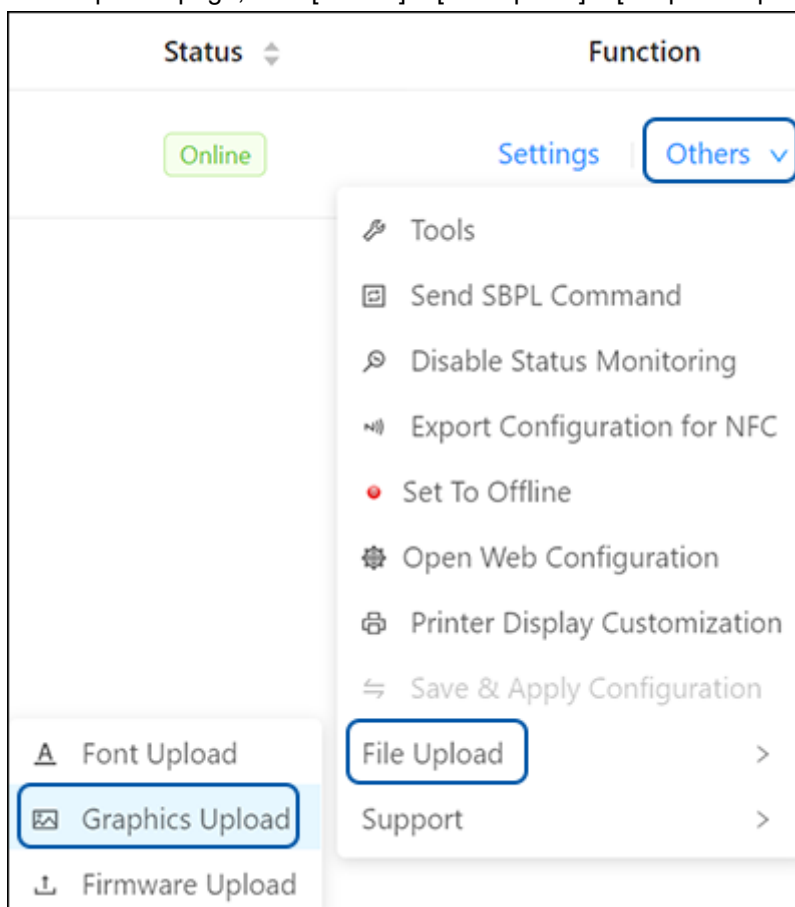 Status Function
Online Settings Others
Tools
Send SBPL Command
Disable Status Monitoring
Export Configuration for NFC
Set To Offline
Open Web Configuration
Printer Display Customization
Save & Apply Configuration
Font Upload File Upload >
Graphics Upload Support >
Firmware Upload